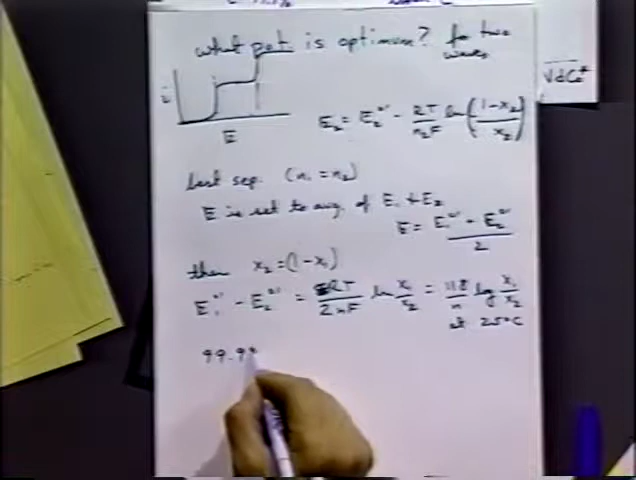 what pot. is optimum? for two
waves
√dCo*
i
E
E₂ = E₂°' - RT/n₂F ln((1-x₂)/x₂)
best sep. (n₁ = n₂)
E is set to avg. of E₁ + E₂
E = E₁°' - E₂°' / 2
then x₂ = (1-x₁)
E₁°' - E₂°' = RT/2nF ln x₁/x₂ = 118/n log x₁/x₂
at 25°C
99.9